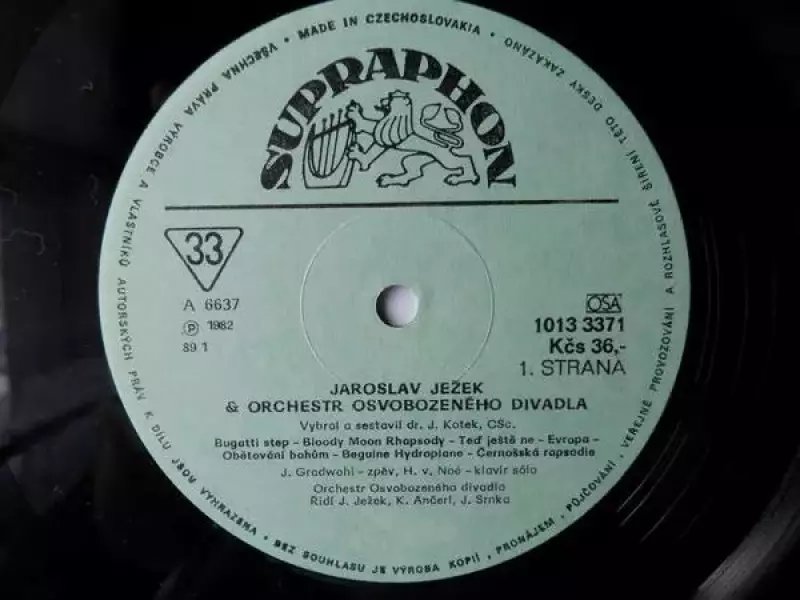 VŠECHNA PRÁVA VÝROBCE A VLASTNÍKŮ AUTORSKÝCH PRÁV K DÍLU JSOU VYHRAZENA • BEZ SOUHLASU JE VÝROBA KOPIÍ, PRONÁJEM, PŮJČOVÁNÍ, VEŘEJNÉ PROVOZOVÁNÍ A ROZHLASOVÉ ŠÍŘENÍ TÉTO DESKY ZAKÁZÁNO • MADE IN CZECHOSLOVAKIA •
SUPRAPHON
33
A 6637
Ⓟ 1982
89 1
OSA
1013 3371
Kčs 36,-
1. STRANA
JAROSLAV JEŽEK
& ORCHESTR OSVOBOZENÉHO DIVADLA
Vybral a sestavil dr. J. Kotek, CSc.
Bugatti step – Bloody Moon Rhapsody – Teď ještě ne – Evropa –
Obětování bohům – Beguine Hydroplane – Černošská rapsodie
J. Gradwohl – zpěv, H. v. Noé – klavír sólo
Orchestr Osvobozeného divadla
Řídí J. Ježek, K. Ančerl, J. Srnka